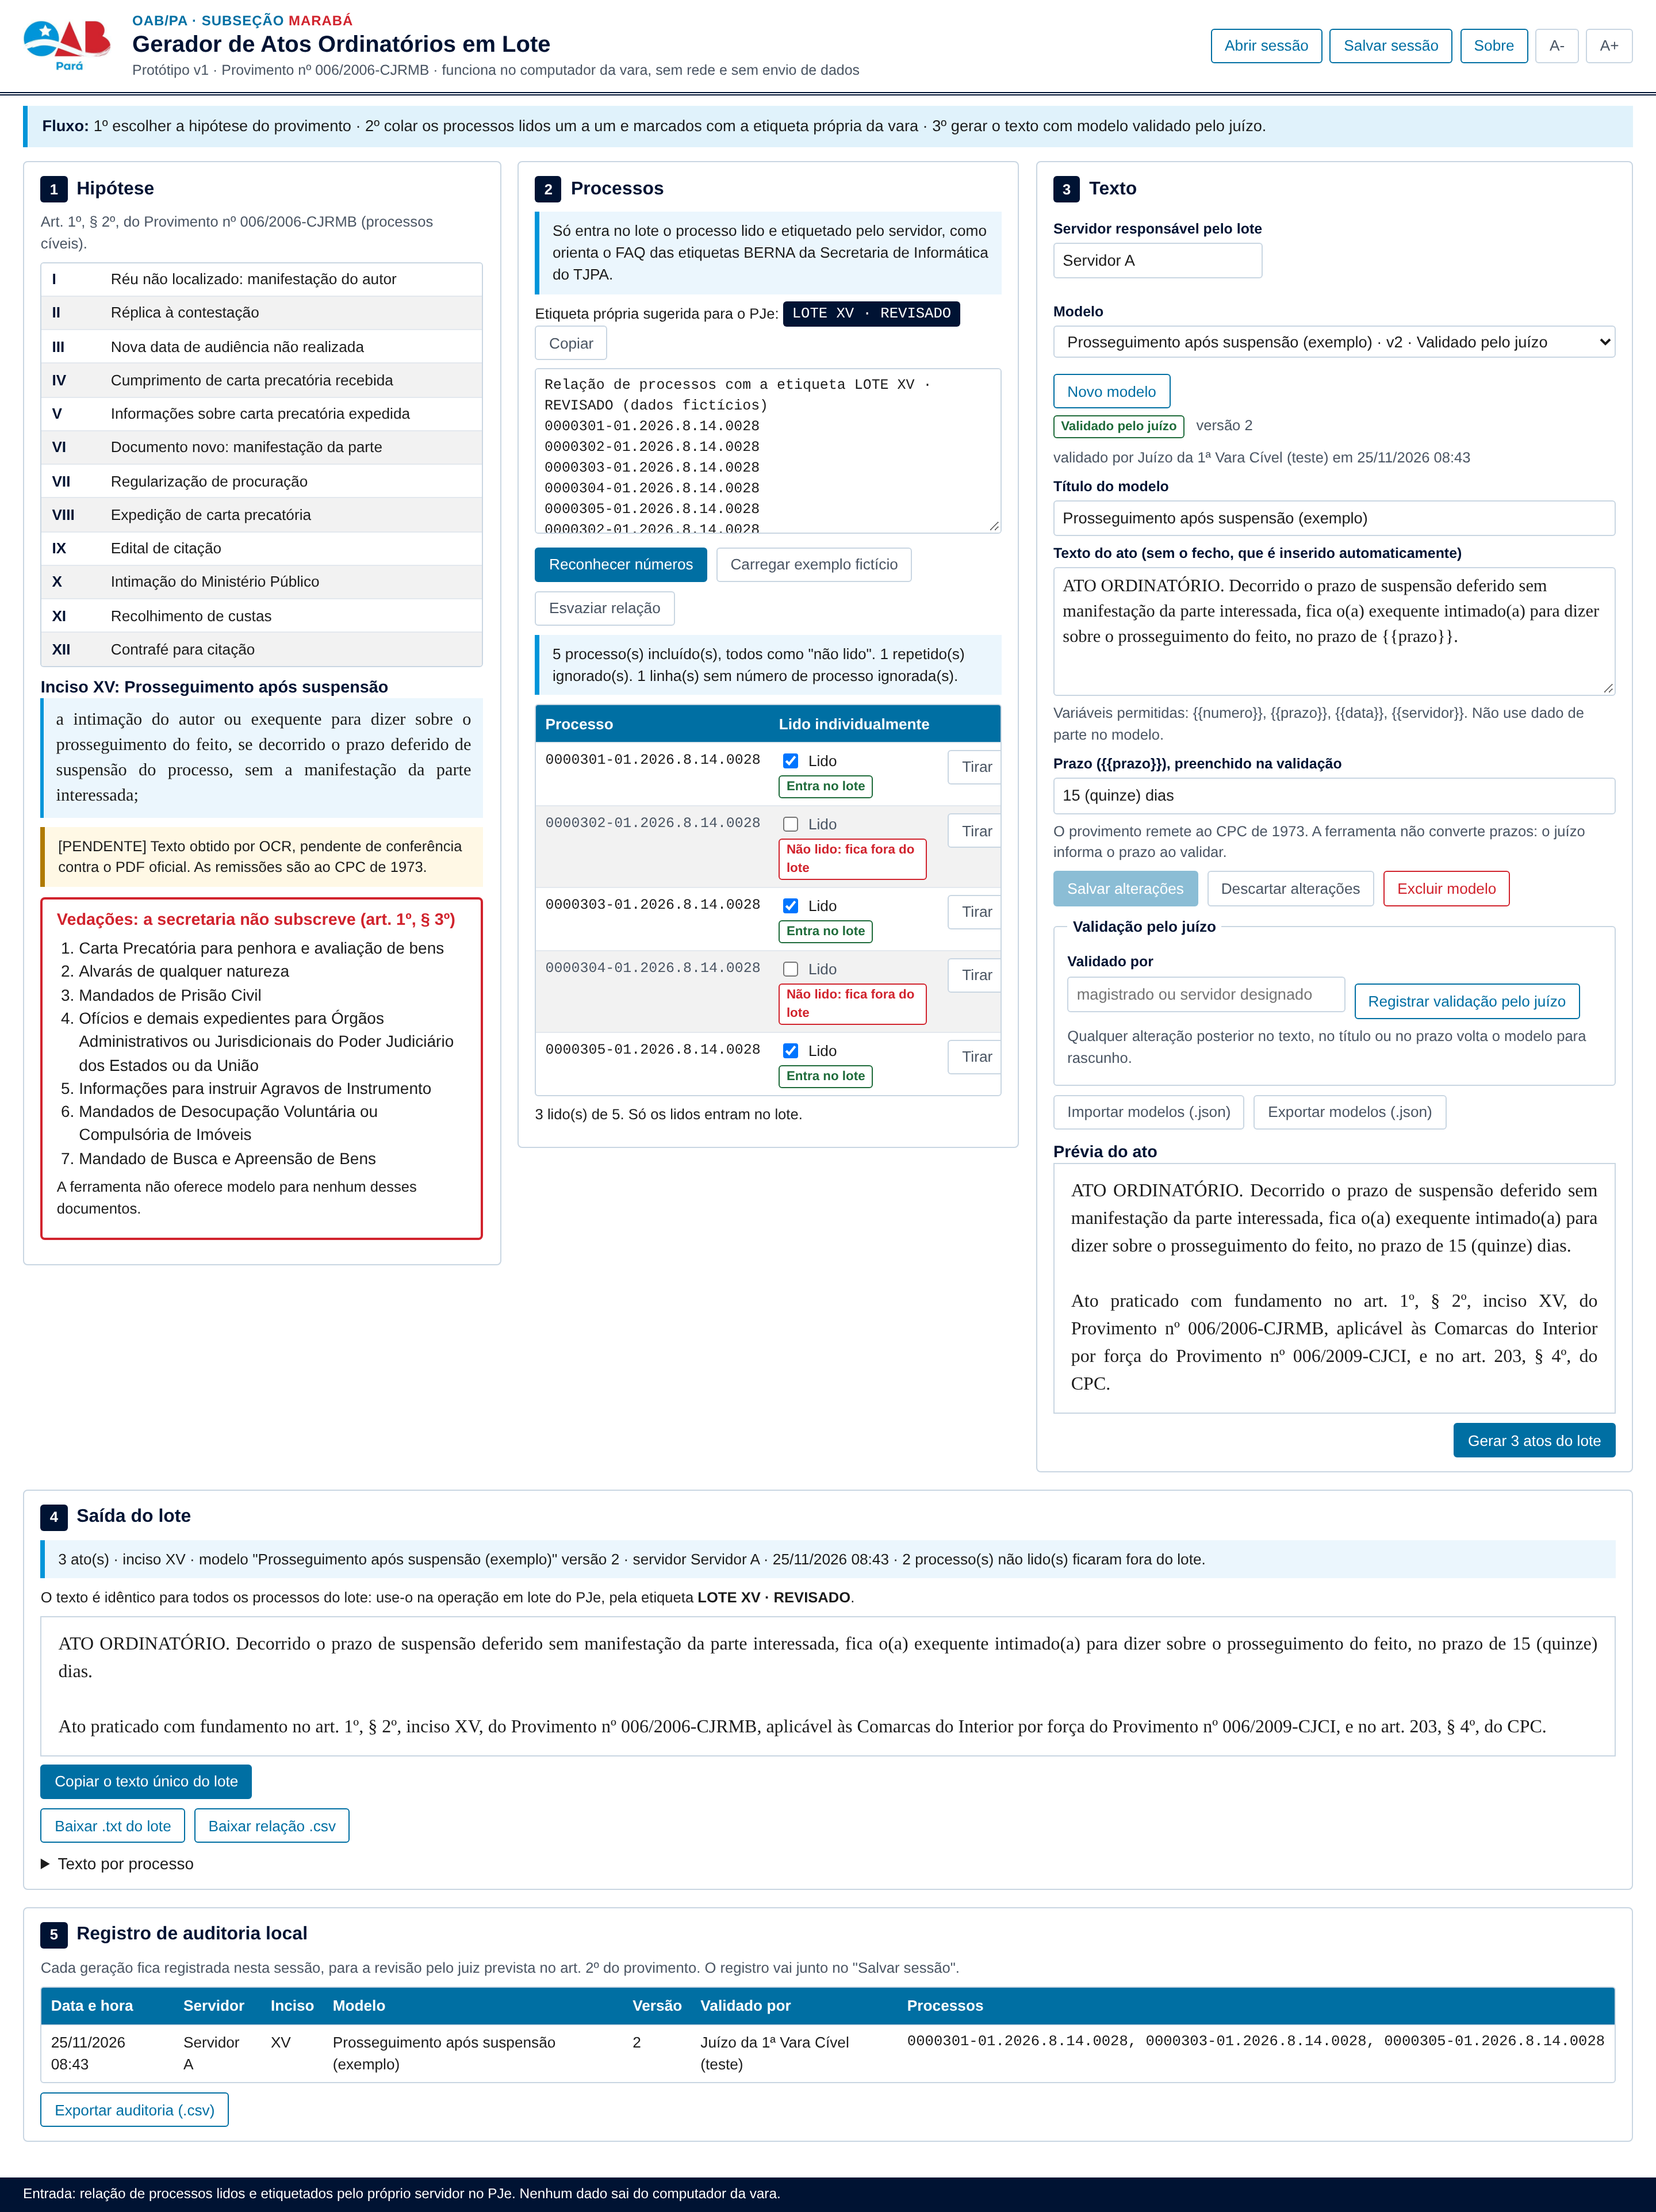 OAB
Pará
OAB/PA · SUBSEÇÃO MARABÁ
Gerador de Atos Ordinatórios em Lote
Protótipo v1 · Provimento nº 006/2006-CJRMB · funciona no computador da vara, sem rede e sem envio de dados
Abrir sessão
Salvar sessão
Sobre
A-
A+
Fluxo: 1º escolher a hipótese do provimento · 2º colar os processos lidos um a um e marcados com a etiqueta própria da vara · 3º gerar o texto com modelo validado pelo juízo.
1 Hipótese
Art. 1º, § 2º, do Provimento nº 006/2006-CJRMB (processos
cíveis).
I Réu não localizado: manifestação do autor
II Réplica à contestação
III Nova data de audiência não realizada
IV Cumprimento de carta precatória recebida
V Informações sobre carta precatória expedida
VI Documento novo: manifestação da parte
VII Regularização de procuração
VIII Expedição de carta precatória
IX Edital de citação
X Intimação do Ministério Público
XI Recolhimento de custas
XII Contrafé para citação
Inciso XV: Prosseguimento após suspensão
a intimação do autor ou exequente para dizer sobre o
prosseguimento do feito, se decorrido o prazo deferido de
suspensão do processo, sem a manifestação da parte
interessada;
[PENDENTE] Texto obtido por OCR, pendente de conferência
contra o PDF oficial. As remissões são ao CPC de 1973.
Vedações: a secretaria não subscreve (art. 1º, § 3º)
1. Carta Precatória para penhora e avaliação de bens
2. Alvarás de qualquer natureza
3. Mandados de Prisão Civil
4. Ofícios e demais expedientes para Órgãos
Administrativos ou Jurisdicionais do Poder Judiciário
dos Estados ou da União
5. Informações para instruir Agravos de Instrumento
6. Mandados de Desocupação Voluntária ou
Compulsória de Imóveis
7. Mandado de Busca e Apreensão de Bens
A ferramenta não oferece modelo para nenhum desses
documentos.
2 Processos
Só entra no lote o processo lido e etiquetado pelo servidor, como
orienta o FAQ das etiquetas BERNA da Secretaria de Informática
do TJPA.
Etiqueta própria sugerida para o PJe: LOTE XV · REVISADO
Copiar
Relação de processos com a etiqueta LOTE XV ·
REVISADO (dados fictícios)
0000301-01.2026.8.14.0028
0000302-01.2026.8.14.0028
0000303-01.2026.8.14.0028
0000304-01.2026.8.14.0028
0000305-01.2026.8.14.0028
0000302-01.2026.8.14.0028
Reconhecer números
Carregar exemplo fictício
Esvaziar relação
5 processo(s) incluído(s), todos como "não lido". 1 repetido(s)
ignorado(s). 1 linha(s) sem número de processo ignorada(s).
Processo Lido individualmente
0000301-01.2026.8.14.0028 Lido Tirar
Entra no lote
0000302-01.2026.8.14.0028 Lido Tirar
Não lido: fica fora do
lote
0000303-01.2026.8.14.0028 Lido Tirar
Entra no lote
0000304-01.2026.8.14.0028 Lido Tirar
Não lido: fica fora do
lote
0000305-01.2026.8.14.0028 Lido Tirar
Entra no lote
3 lido(s) de 5. Só os lidos entram no lote.
3 Texto
Servidor responsável pelo lote
Servidor A
Modelo
Prosseguimento após suspensão (exemplo) · v2 · Validado pelo juízo
Novo modelo
Validado pelo juízo versão 2
validado por Juízo da 1ª Vara Cível (teste) em 25/11/2026 08:43
Título do modelo
Prosseguimento após suspensão (exemplo)
Texto do ato (sem o fecho, que é inserido automaticamente)
ATO ORDINATÓRIO. Decorrido o prazo de suspensão deferido sem
manifestação da parte interessada, fica o(a) exequente intimado(a) para dizer
sobre o prosseguimento do feito, no prazo de {{prazo}}.
Variáveis permitidas: {{numero}}, {{prazo}}, {{data}}, {{servidor}}. Não use dado de
parte no modelo.
Prazo ({{prazo}}), preenchido na validação
15 (quinze) dias
O provimento remete ao CPC de 1973. A ferramenta não converte prazos: o juízo
informa o prazo ao validar.
Salvar alterações
Descartar alterações
Excluir modelo
Validação pelo juízo
Validado por
magistrado ou servidor designado
Registrar validação pelo juízo
Qualquer alteração posterior no texto, no título ou no prazo volta o modelo para
rascunho.
Importar modelos (.json)
Exportar modelos (.json)
Prévia do ato
ATO ORDINATÓRIO. Decorrido o prazo de suspensão deferido sem
manifestação da parte interessada, fica o(a) exequente intimado(a) para
dizer sobre o prosseguimento do feito, no prazo de 15 (quinze) dias.
Ato praticado com fundamento no art. 1º, § 2º, inciso XV, do
Provimento nº 006/2006-CJRMB, aplicável às Comarcas do Interior
por força do Provimento nº 006/2009-CJCI, e no art. 203, § 4º, do
CPC.
Gerar 3 atos do lote
4 Saída do lote
3 ato(s) · inciso XV · modelo "Prosseguimento após suspensão (exemplo)" versão 2 · servidor Servidor A · 25/11/2026 08:43 · 2 processo(s) não lido(s) ficaram fora do lote.
O texto é idêntico para todos os processos do lote: use-o na operação em lote do PJe, pela etiqueta LOTE XV · REVISADO.
ATO ORDINATÓRIO. Decorrido o prazo de suspensão deferido sem manifestação da parte interessada, fica o(a) exequente intimado(a) para dizer sobre o prosseguimento do feito, no prazo de 15 (quinze)
dias.
Ato praticado com fundamento no art. 1º, § 2º, inciso XV, do Provimento nº 006/2006-CJRMB, aplicável às Comarcas do Interior por força do Provimento nº 006/2009-CJCI, e no art. 203, § 4º, do CPC.
Copiar o texto único do lote
Baixar .txt do lote
Baixar relação .csv
Texto por processo
5 Registro de auditoria local
Cada geração fica registrada nesta sessão, para a revisão pelo juiz prevista no art. 2º do provimento. O registro vai junto no "Salvar sessão".
Data e hora Servidor Inciso Modelo Versão Validado por Processos
25/11/2026 Servidor XV Prosseguimento após suspensão 2 Juízo da 1ª Vara Cível 0000301-01.2026.8.14.0028, 0000303-01.2026.8.14.0028, 0000305-01.2026.8.14.0028
08:43 A (exemplo) (teste)
Exportar auditoria (.csv)
Entrada: relação de processos lidos e etiquetados pelo próprio servidor no PJe. Nenhum dado sai do computador da vara.